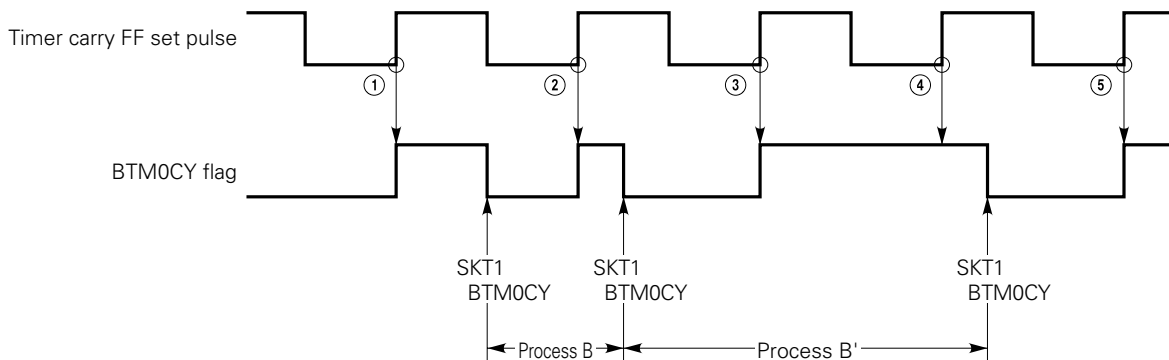 Timer carry FF set pulse
① ② ③ ④ ⑤
BTM0CY flag
SKT1 SKT1 SKT1
BTM0CY BTM0CY BTM0CY
Process B Process B'